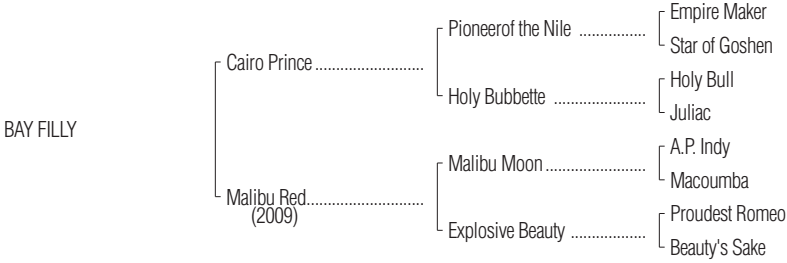 Empire Maker
Pioneerof the Nile ................
Star of Goshen
Cairo Prince ..........................
Holy Bull
Holy Bubbette ......................
Juliac
BAY FILLY
A.P. Indy
Malibu Moon ........................
Macoumba
Malibu Red............................
(2009)
Proudest Romeo
Explosive Beauty ..................
Beauty's Sake